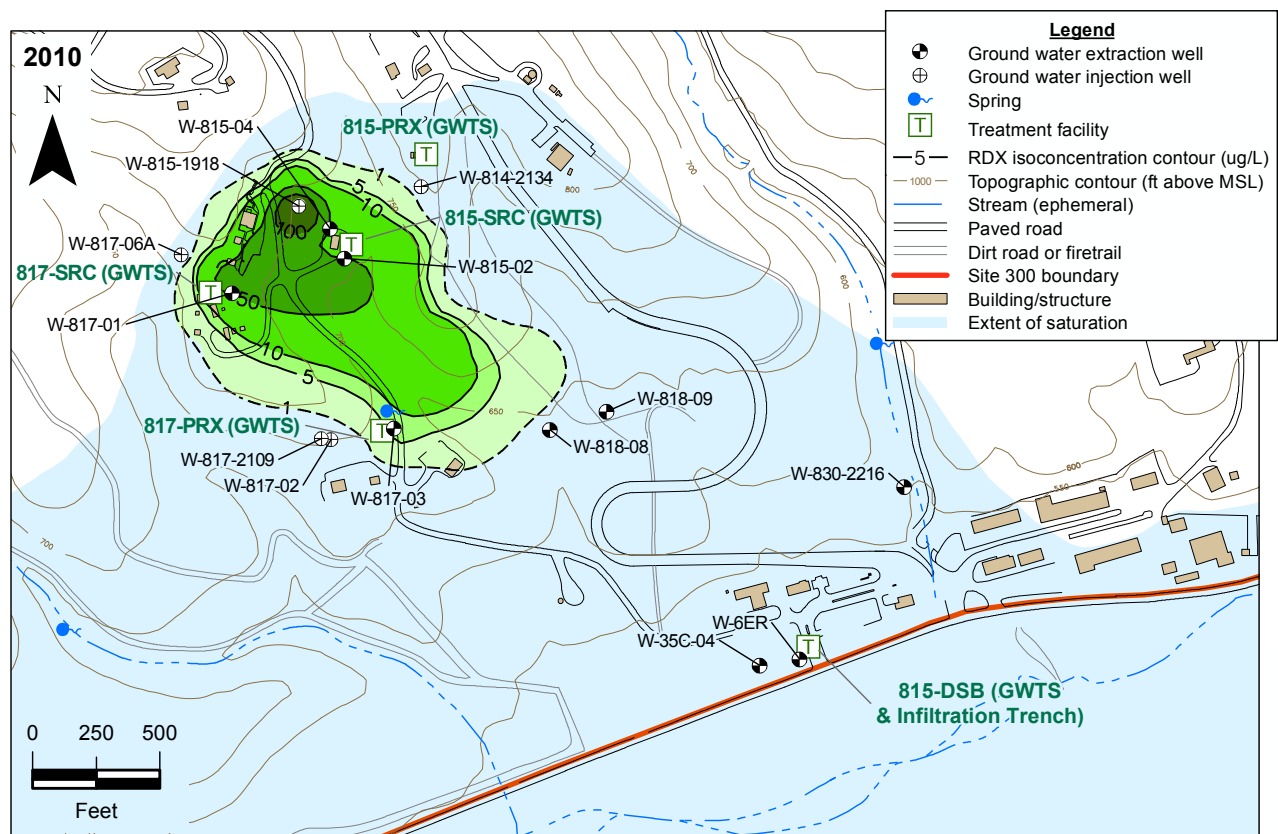 2010
N
Legend
Ground water extraction well
Ground water injection well
Spring
T Treatment facility
5 RDX isoconcentration contour (ug/L)
1000 Topographic contour (ft above MSL)
Stream (ephemeral)
Paved road
Dirt road or firetrail
Site 300 boundary
Building/structure
Extent of saturation
W-815-04
815-PRX (GWTS)
T
W-815-1918
W-814-2134
1
5
10
100
815-SRC (GWTS)
T
W-817-06A
817-SRC (GWTS)
T
W-815-02
50
W-817-01
10
5
1
817-PRX (GWTS)
T
W-818-09
W-818-08
W-817-2109
W-817-02
W-817-03
W-830-2216
700
800
600
750
700
650
600
550
700
W-6ER
W-35C-04
T
815-DSB (GWTS
& Infiltration Trench)
0 250 500
Feet